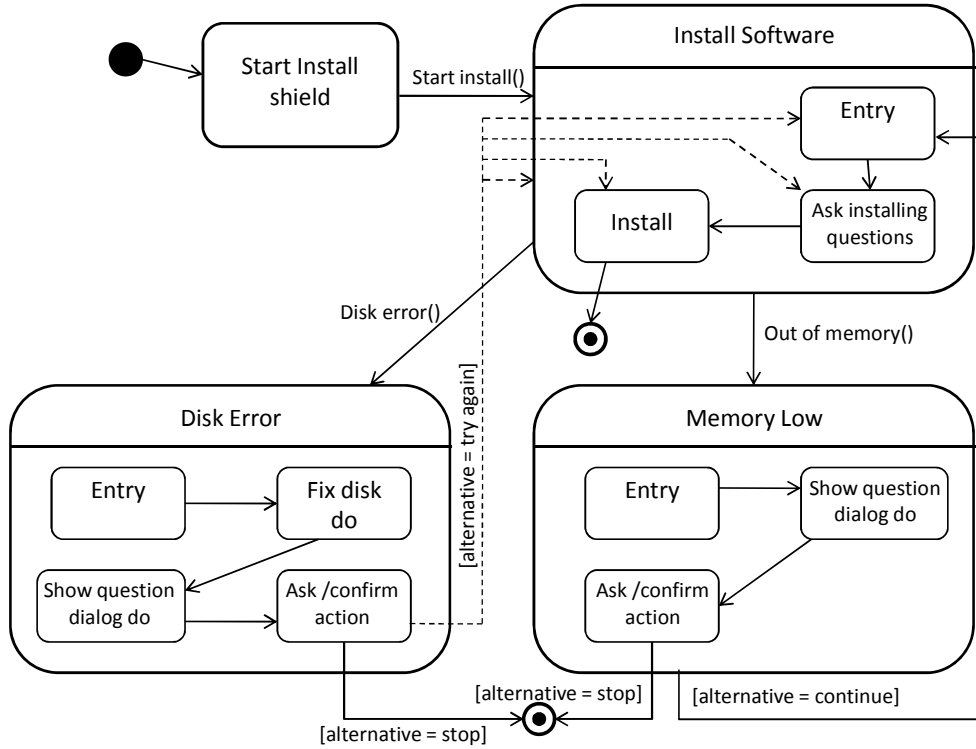 Start Install
shield
Start install()
Install Software
Entry
Install
Ask installing
questions
Disk error()
Out of memory()
[alternative = try again]
Disk Error
Entry
Fix disk
do
Show question
dialog do
Ask /confirm
action
Memory Low
Entry
Show question
dialog do
Ask /confirm
action
[alternative = stop]
[alternative = stop]
[alternative = continue]